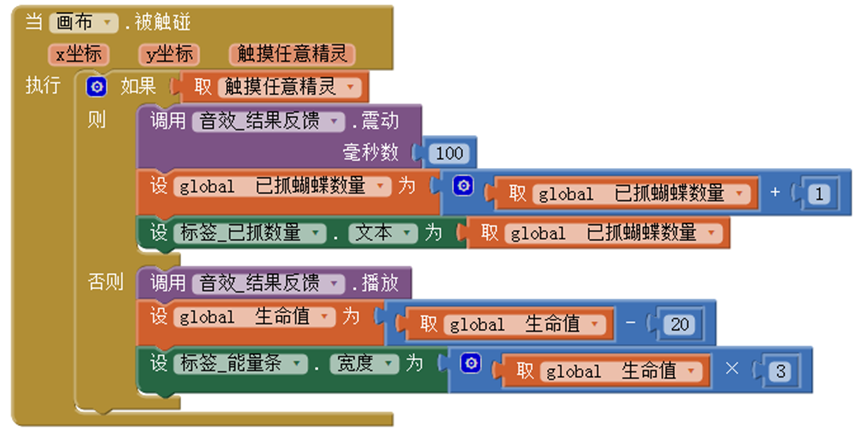 当 画布 .被触碰
x坐标 y坐标 触摸任意精灵
执行 如果 取 触摸任意精灵
则 调用 音效_结果反馈 .震动
毫秒数 100
设 global 已抓蝴蝶数量 为 取 global 已抓蝴蝶数量 + 1
设 标签_已抓数量 . 文本 为 取 global 已抓蝴蝶数量
否则 调用 音效_结果反馈 .播放
设 global 生命值 为 取 global 生命值 - 20
设 标签_能量条 . 宽度 为 取 global 生命值 × 3